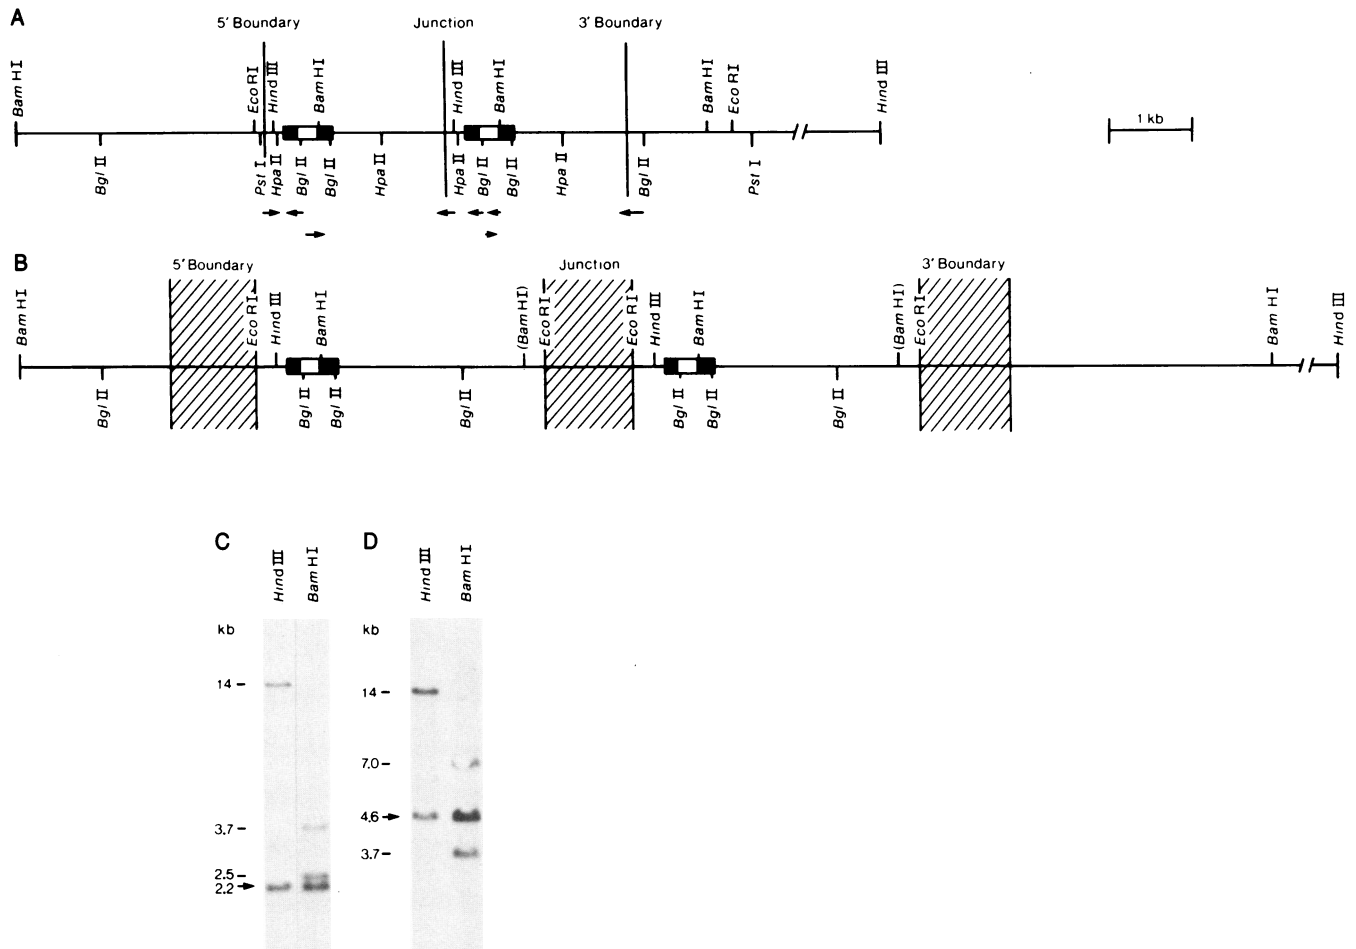 A
5′ Boundary
Junction
3′ Boundary
Bam HI
Eco RI
Hind III
Bam HI
Hind III
Bam HI
Bam HI
Eco RI
Hind III
1 kb
Bgl II
Pst I
Hpa II
Bgl II
Bgl II
Hpa II
Hpa II
Bgl II
Bgl II
Hpa II
Bgl II
Pst I
B
5′ Boundary
Junction
3′ Boundary
Bam HI
Eco RI
Hind III
Bam HI
(Bam HI)
Eco RI
Eco RI
Hind III
Bam HI
(Bam HI)
Eco RI
Bam HI
Hind III
Bgl II
Bgl II
Bgl II
Bgl II
Bgl II
Bgl II
Bgl II
C
Hind III
Bam HI
kb
14
3.7
2.5
2.2
D
Hind III
Bam HI
kb
14
7.0
4.6
3.7